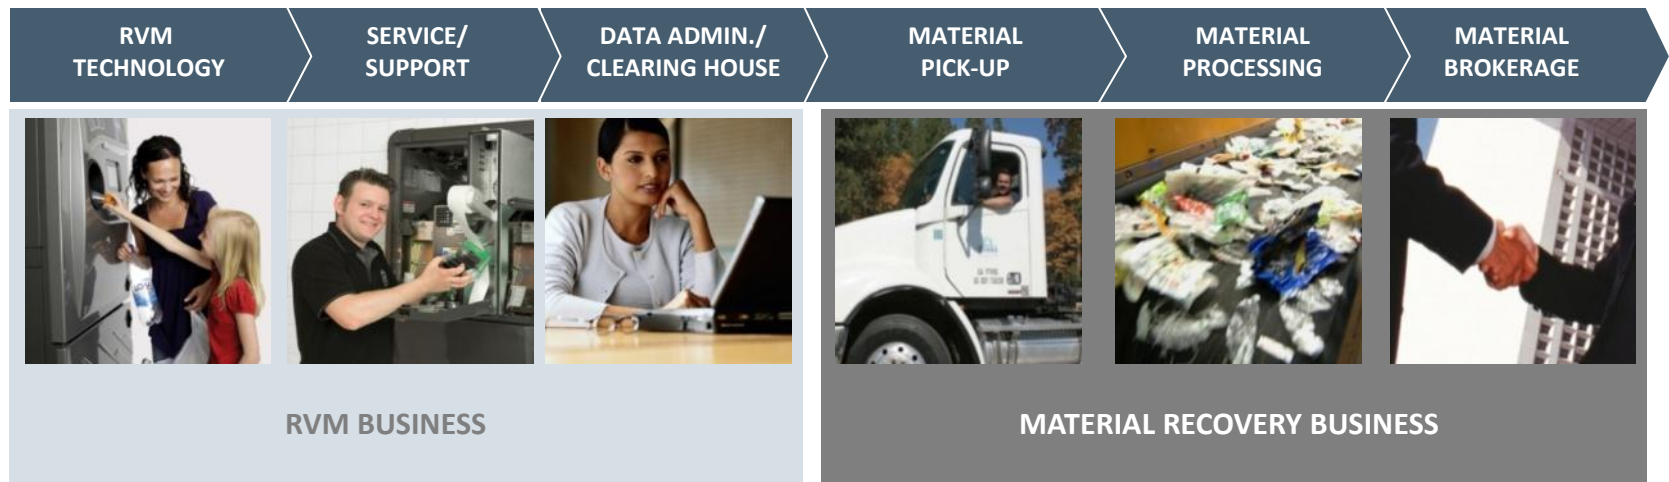 RVM
TECHNOLOGY
SERVICE/
SUPPORT
DATA ADMIN./
CLEARING HOUSE
MATERIAL
PICK-UP
MATERIAL
PROCESSING
MATERIAL
BROKERAGE
RVM BUSINESS
MATERIAL RECOVERY BUSINESS